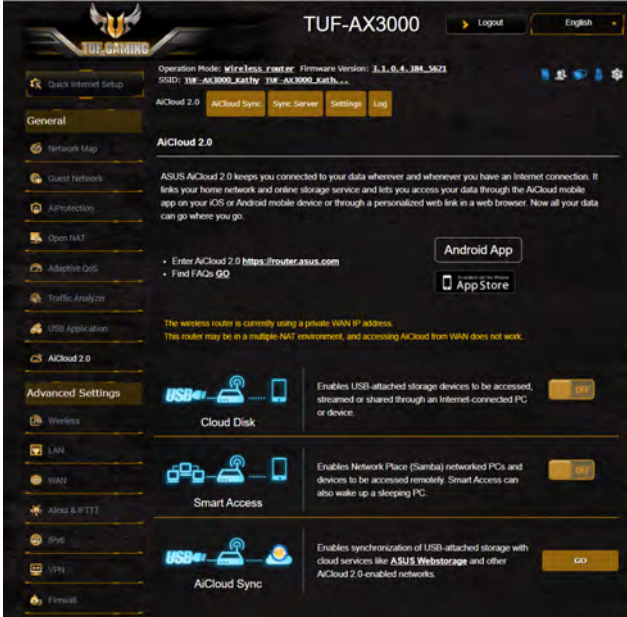 TUF GAMING
TUF-AX3000
Logout
English
Quick Internet Setup
Operation Mode: Wireless router Firmware Version: 3.1.0.4.384_5621
SSID: TUF-AX3000_Kathy TUF-AX3000_Kath...
AiCloud 2.0 AiCloud Sync Sync Server Settings Log
General
Network Map
Guest Network
AiProtection
Open NAT
Adaptive QoS
Traffic Analyzer
USB Application
AiCloud 2.0
Advanced Settings
Wireless
LAN
WAN
Alexa & IFTTT
IPv6
VPN
Firewall
AiCloud 2.0
ASUS AiCloud 2.0 keeps you connected to your data wherever and whenever you have an Internet connection. It
links your home network and online storage service and lets you access your data through the AiCloud mobile
app on your iOS or Android mobile device or through a personalized web link in a web browser. Now all your data
can go where you go.
Enter AiCloud 2.0 https://router.asus.com
Find FAQs GO
Android App
App Store
The wireless router is currently using a private WAN IP address.
This router may be in a multiple-NAT environment, and accessing AiCloud from WAN does not work.
USB
Cloud Disk
Enables USB-attached storage devices to be accessed,
streamed or shared through an Internet-connected PC
or device.
OFF
Smart Access
Enables Network Place (Samba) networked PCs and
devices to be accessed remotely. Smart Access can
also wake up a sleeping PC.
OFF
USB
AiCloud Sync
Enables synchronization of USB-attached storage with
cloud services like ASUS Webstorage and other
AiCloud 2.0-enabled networks.
GO